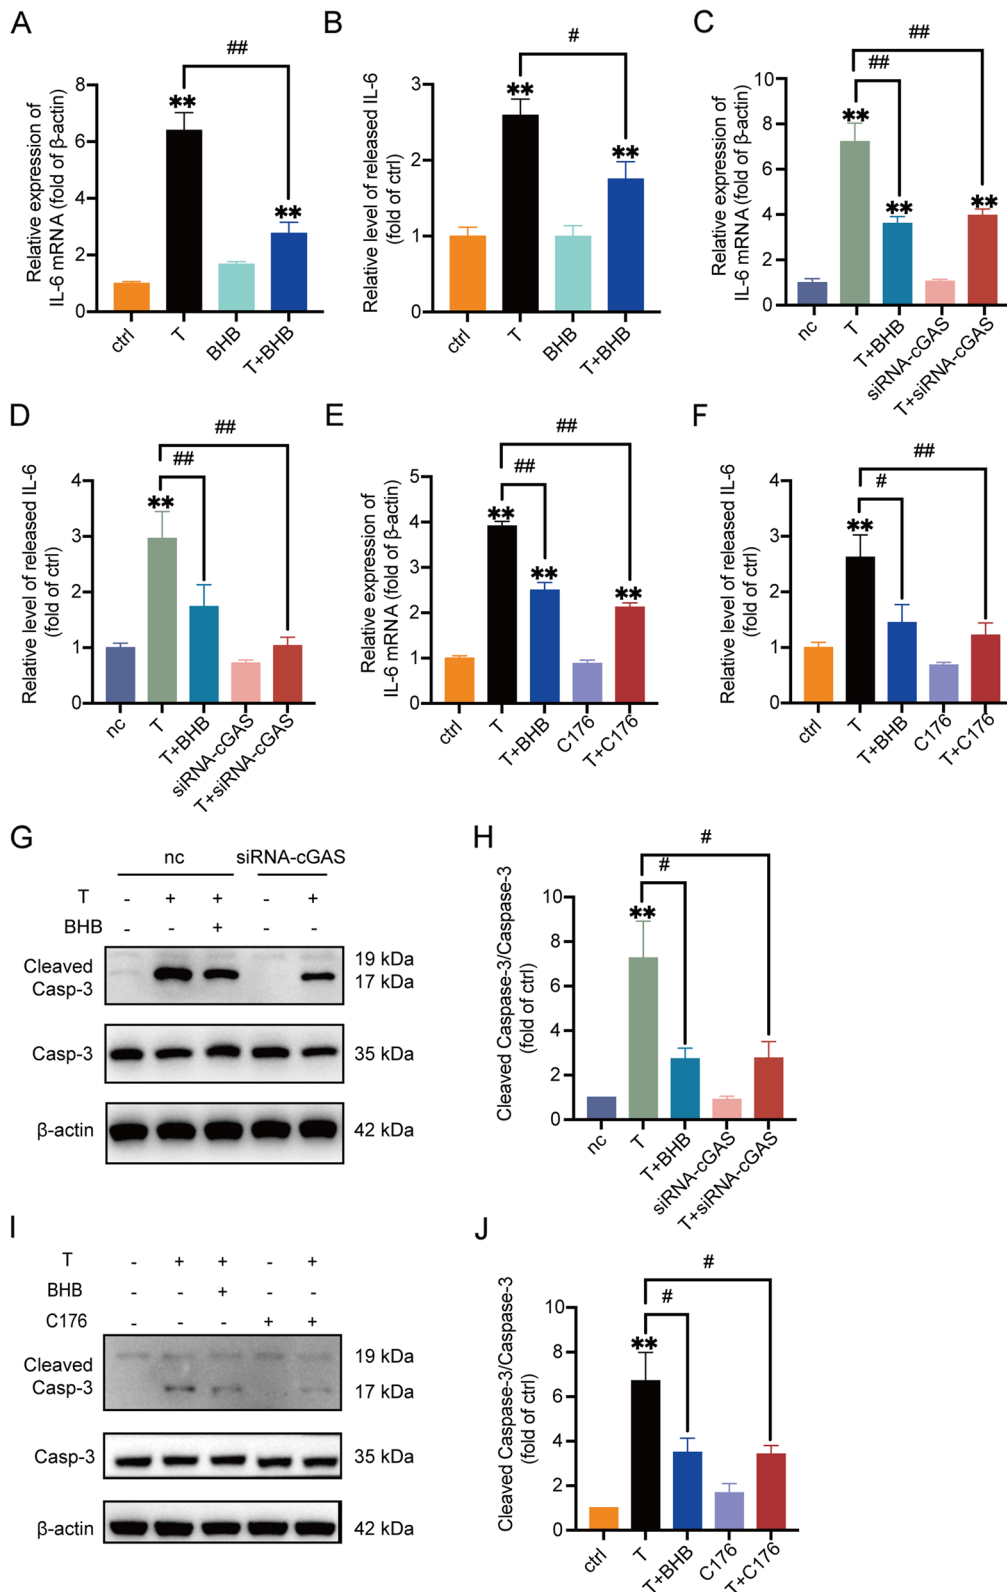 A
Relative expression of
IL-6 mRNA (fold of β-actin)
8
6
4
2
0
**
**
##
ctrl
T
BHB
T+BHB
B
Relative level of released IL-6
(fold of ctrl)
3
2
1
0
**
**
#
ctrl
T
BHB
T+BHB
C
Relative expression of
IL-6 mRNA (fold of β-actin)
10
8
6
4
2
0
**
**
**
##
##
nc
T
T+BHB
siRNA-cGAS
T+siRNA-cGAS
D
Relative level of released IL-6
(fold of ctrl)
4
3
2
1
0
**
##
##
nc
T
T+BHB
siRNA-cGAS
T+siRNA-cGAS
E
Relative expression of
IL-6 mRNA (fold of β-actin)
5
4
3
2
1
0
**
**
**
##
##
ctrl
T
T+BHB
C176
T+C176
F
Relative level of released IL-6
(fold of ctrl)
4
3
2
1
0
**
#
##
ctrl
T
T+BHB
C176
T+C176
G
nc siRNA-cGAS
T - + + - +
BHB - - + - -
Cleaved
Casp-3
19 kDa
17 kDa
Casp-3 35 kDa
β-actin 42 kDa
H
Cleaved Caspase-3/Caspase-3
(fold of ctrl)
10
8
6
4
2
0
**
#
#
nc
T
T+BHB
siRNA-cGAS
T+siRNA-cGAS
I
T - + + - +
BHB - - + - -
C176 - - - + +
Cleaved
Casp-3
19 kDa
17 kDa
Casp-3 35 kDa
β-actin 42 kDa
J
Cleaved Caspase-3/Caspase-3
(fold of ctrl)
10
8
6
4
2
0
**
#
#
ctrl
T
T+BHB
C176
T+C176